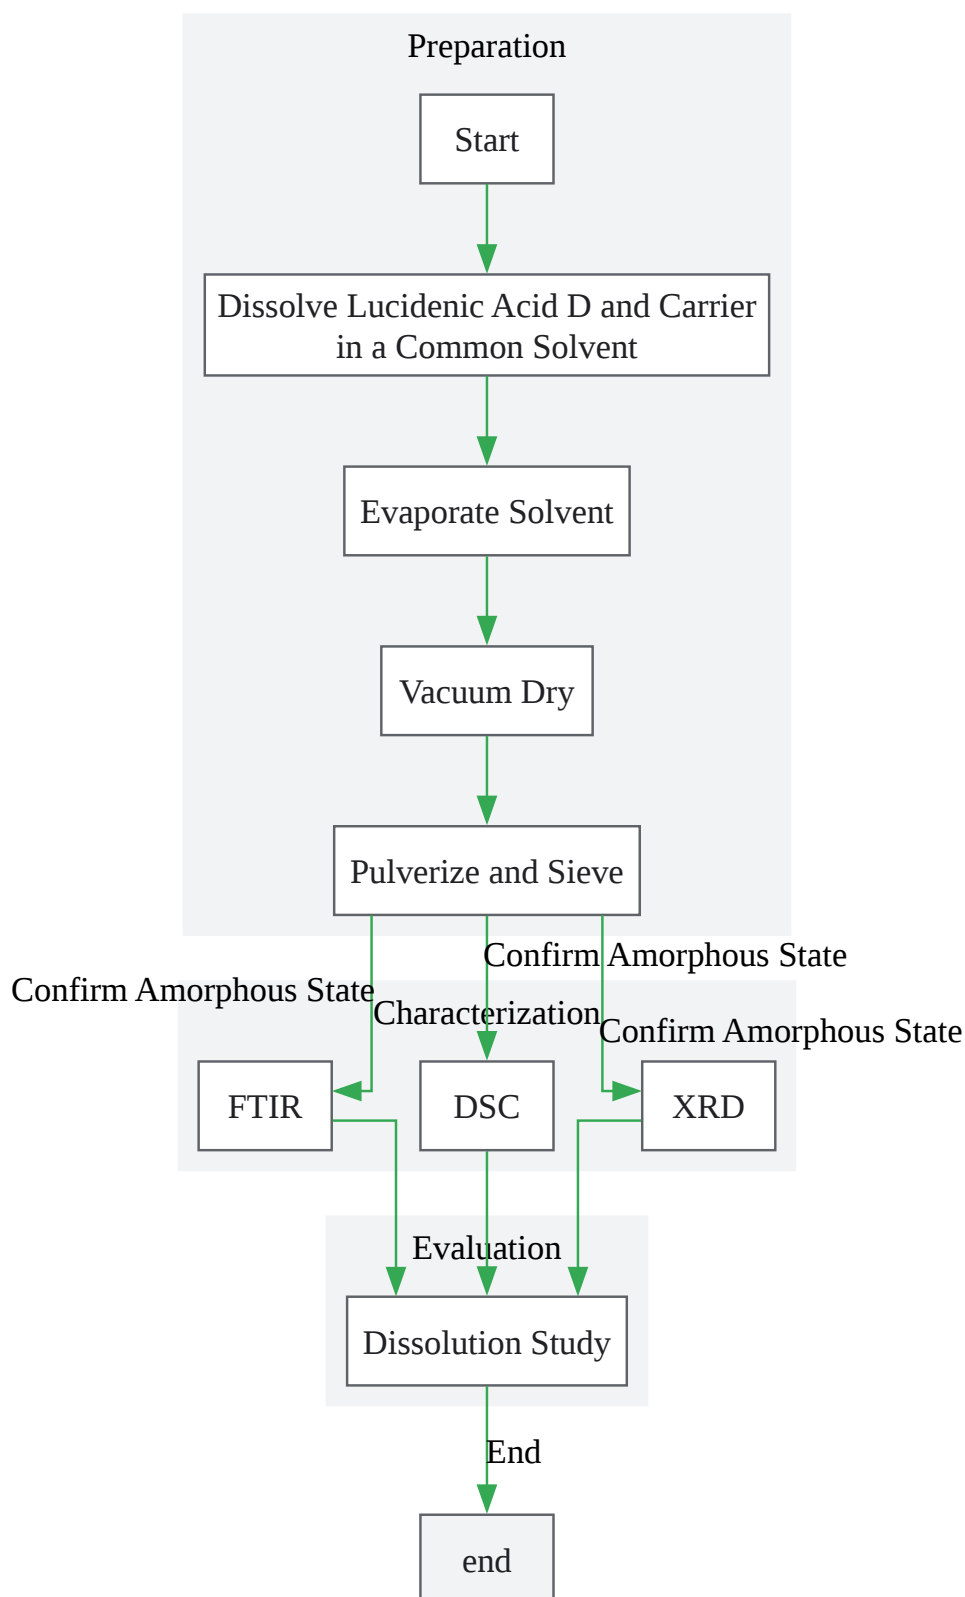 Preparation
Start
Dissolve Lucidenic Acid D and Carrier
in a Common Solvent
Evaporate Solvent
Vacuum Dry
Pulverize and Sieve
Confirm Amorphous State
Confirm Amorphous State
Characterization
Confirm Amorphous State
FTIR
DSC
XRD
Evaluation
Dissolution Study
End
end